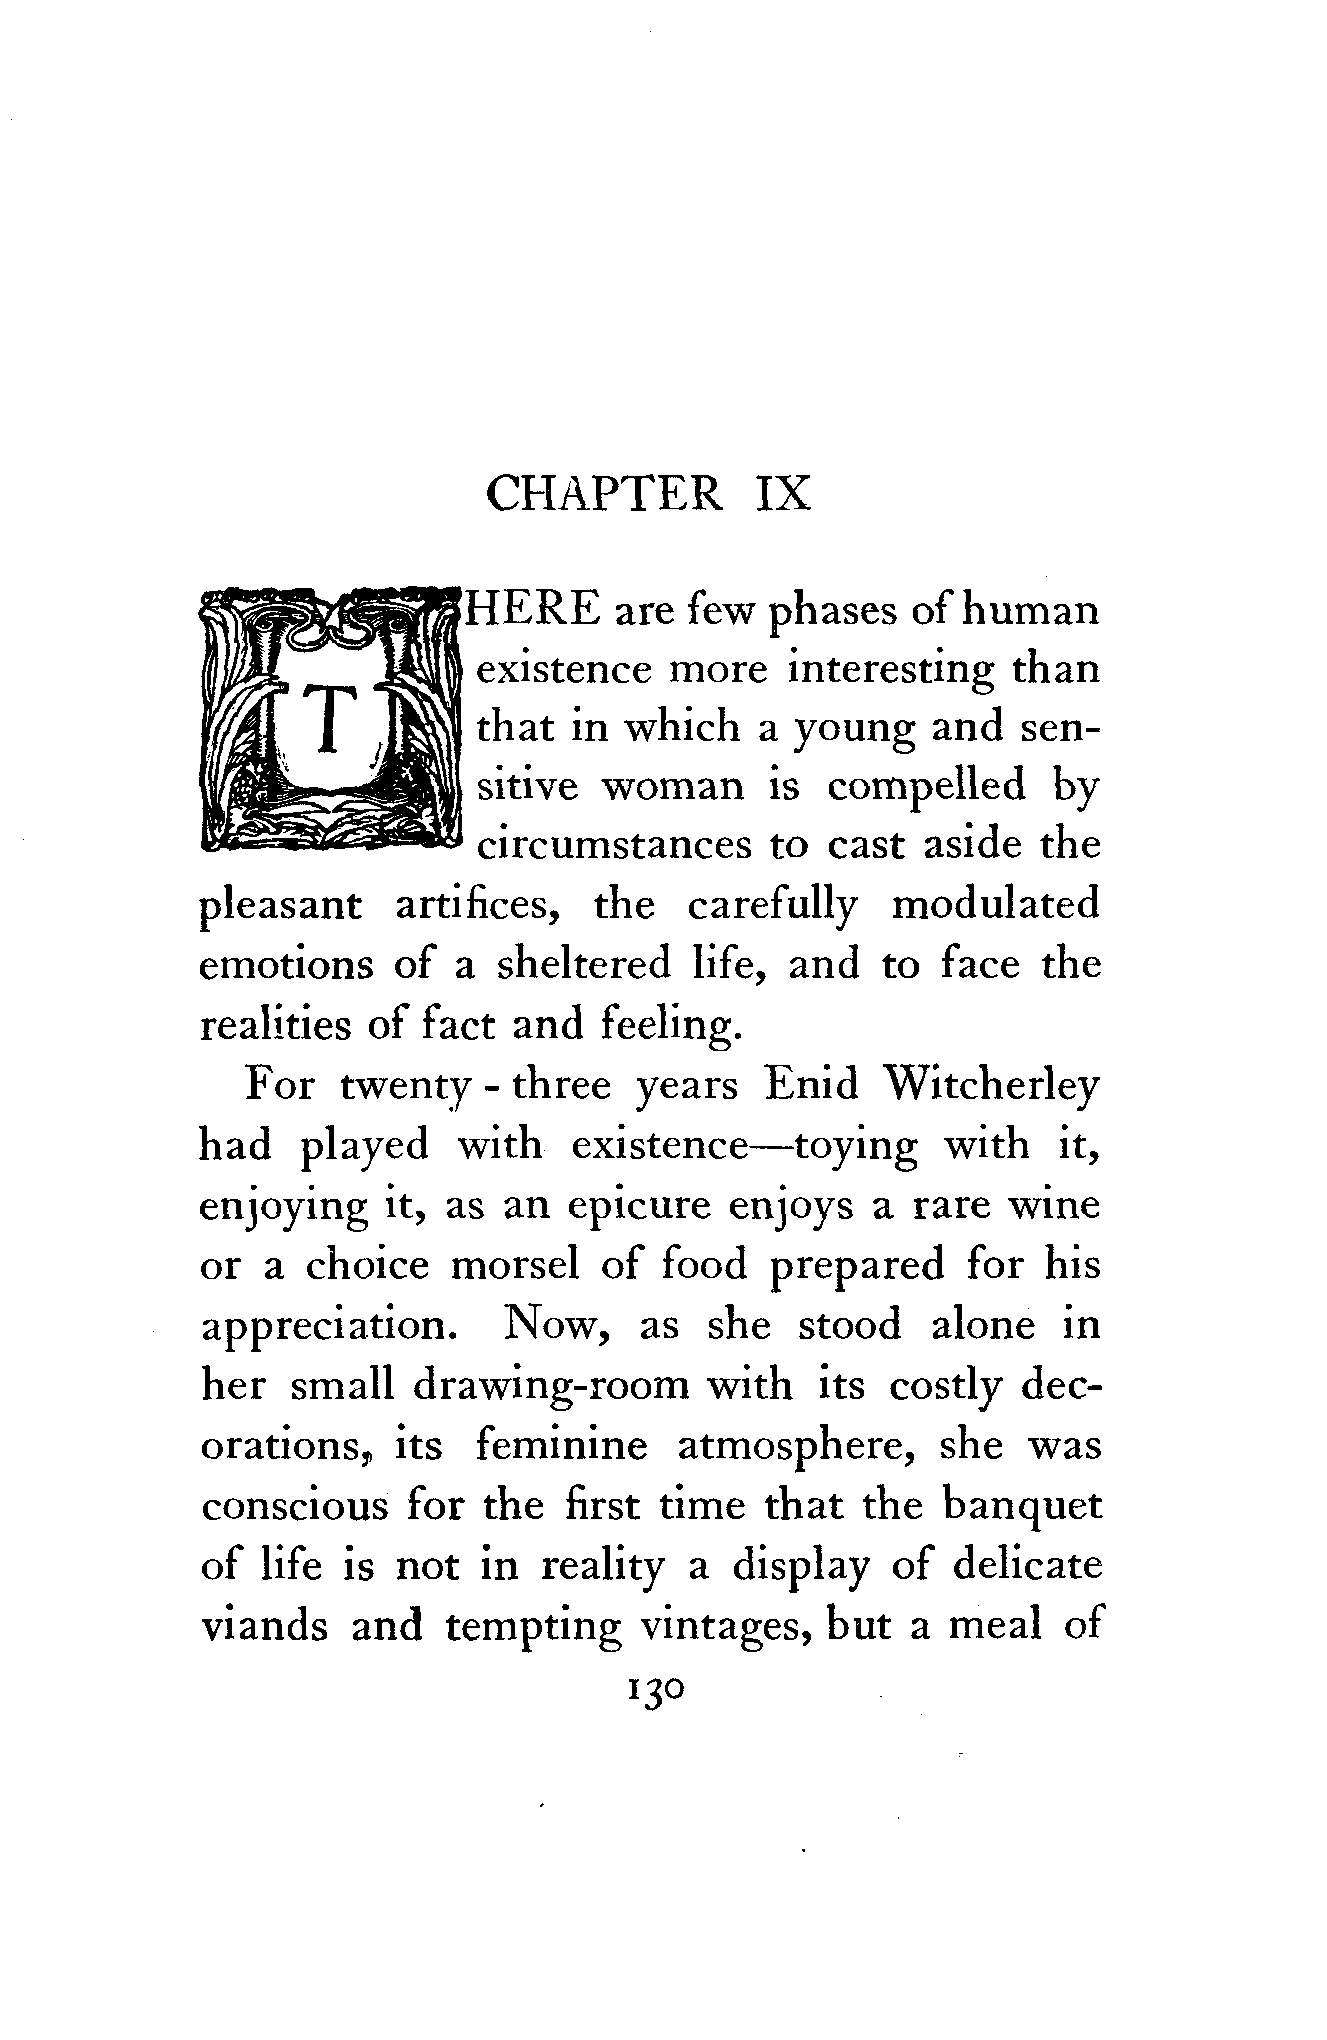 CHAPTER IX
THERE are few phases of human
existence more interesting than
that in which a young and sen-
sitive woman is compelled by
circumstances to cast aside the
pleasant artifices, the carefully modulated
emotions of a sheltered life, and to face the
realities of fact and feeling.
For twenty-three years Enid Witcherley
had played with existence—toying with it,
enjoying it, as an epicure enjoys a rare wine
or a choice morsel of food prepared for his
appreciation. Now, as she stood alone in
her small drawing-room with its costly dec-
orations, its feminine atmosphere, she was
conscious for the first time that the banquet
of life is not in reality a display of delicate
viands and tempting vintages, but a meal of
130